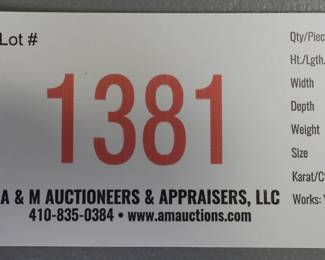 Lot #
1381
A & M AUCTIONEERS & APPRAISERS, LLC
410-835-0384 • www.amauctions.com
Qty/Piec
Ht./Lgth.
Width
Depth
Weight
Size
Karat/C
Works: